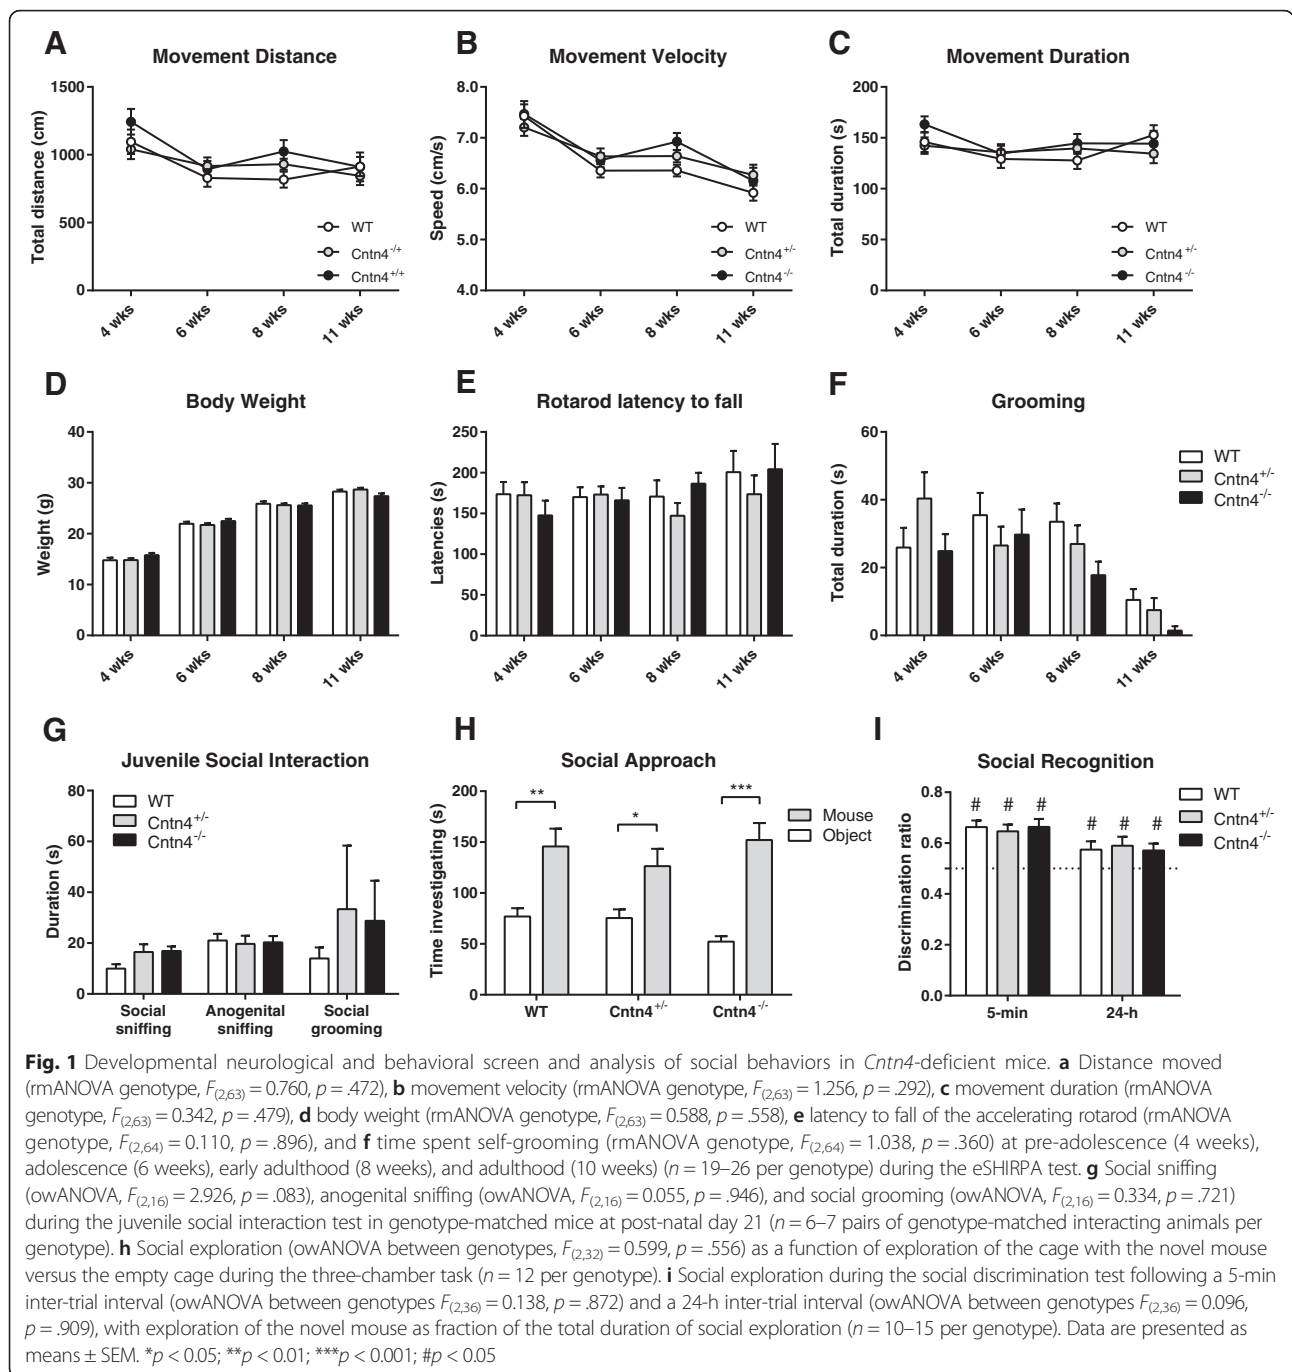 A
Movement Distance
Total distance (cm)
1500
1000
500
0
4 wks
6 wks
8 wks
11 wks
WT
Cntn4-/+
Cntn4+/+
B
Movement Velocity
Speed (cm/s)
8.0
7.0
6.0
5.0
4.0
4 wks
6 wks
8 wks
11 wks
WT
Cntn4+/-
Cntn4-/-
C
Movement Duration
Total duration (s)
200
150
100
50
0
4 wks
6 wks
8 wks
11 wks
WT
Cntn4+/-
Cntn4-/-
D
Body Weight
Weight (g)
40
30
20
10
0
4 wks
6 wks
8 wks
11 wks
E
Rotarod latency to fall
Latencies (s)
250
200
150
100
50
0
4 wks
6 wks
8 wks
11 wks
F
Grooming
Total duration (s)
60
40
20
0
4 wks
6 wks
8 wks
11 wks
WT
Cntn4+/-
Cntn4-/-
G
Juvenile Social Interaction
Duration (s)
80
60
40
20
0
WT
Cntn4+/-
Cntn4-/-
Social
sniffing
Anogenital
sniffing
Social
grooming
H
Social Approach
Time investigating (s)
200
150
100
50
0
**
*
***
Mouse
Object
WT
Cntn4+/-
Cntn4-/-
I
Social Recognition
Discrimination ratio
0.8
0.6
0.4
0.2
0.0
# # #
# # #
5-min
24-h
WT
Cntn4+/-
Cntn4-/-
Fig. 1 Developmental neurological and behavioral screen and analysis of social behaviors in Cntn4-deficient mice. a Distance moved
(rmANOVA genotype, F(2,63) = 0.760, p = .472), b movement velocity (rmANOVA genotype, F(2,63) = 1.256, p = .292), c movement duration (rmANOVA
genotype, F(2,63) = 0.342, p = .479), d body weight (rmANOVA genotype, F(2,63) = 0.588, p = .558), e latency to fall of the accelerating rotarod (rmANOVA
genotype, F(2,64) = 0.110, p = .896), and f time spent self-grooming (rmANOVA genotype, F(2,64) = 1.038, p = .360) at pre-adolescence (4 weeks),
adolescence (6 weeks), early adulthood (8 weeks), and adulthood (10 weeks) (n = 19–26 per genotype) during the eSHIRPA test. g Social sniffing
(owANOVA, F(2,16) = 2.926, p = .083), anogenital sniffing (owANOVA, F(2,16) = 0.055, p = .946), and social grooming (owANOVA, F(2,16) = 0.334, p = .721)
during the juvenile social interaction test in genotype-matched mice at post-natal day 21 (n = 6–7 pairs of genotype-matched interacting animals per
genotype). h Social exploration (owANOVA between genotypes, F(2,32) = 0.599, p = .556) as a function of exploration of the cage with the novel mouse
versus the empty cage during the three-chamber task (n = 12 per genotype). i Social exploration during the social discrimination test following a 5-min
inter-trial interval (owANOVA between genotypes F(2,36) = 0.138, p = .872) and a 24-h inter-trial interval (owANOVA between genotypes F(2,36) = 0.096,
p = .909), with exploration of the novel mouse as fraction of the total duration of social exploration (n = 10–15 per genotype). Data are presented as
means ± SEM. *p < 0.05; **p < 0.01; ***p < 0.001; #p < 0.05